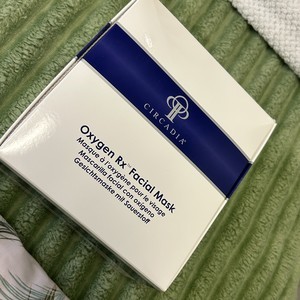 CIRCADIA®
Oxygen Rx™ Facial Mask
Masque à l'oxygène pour le visage
Mascarilla facial con oxígeno
Gesichtsmaske mit Sauerstoff